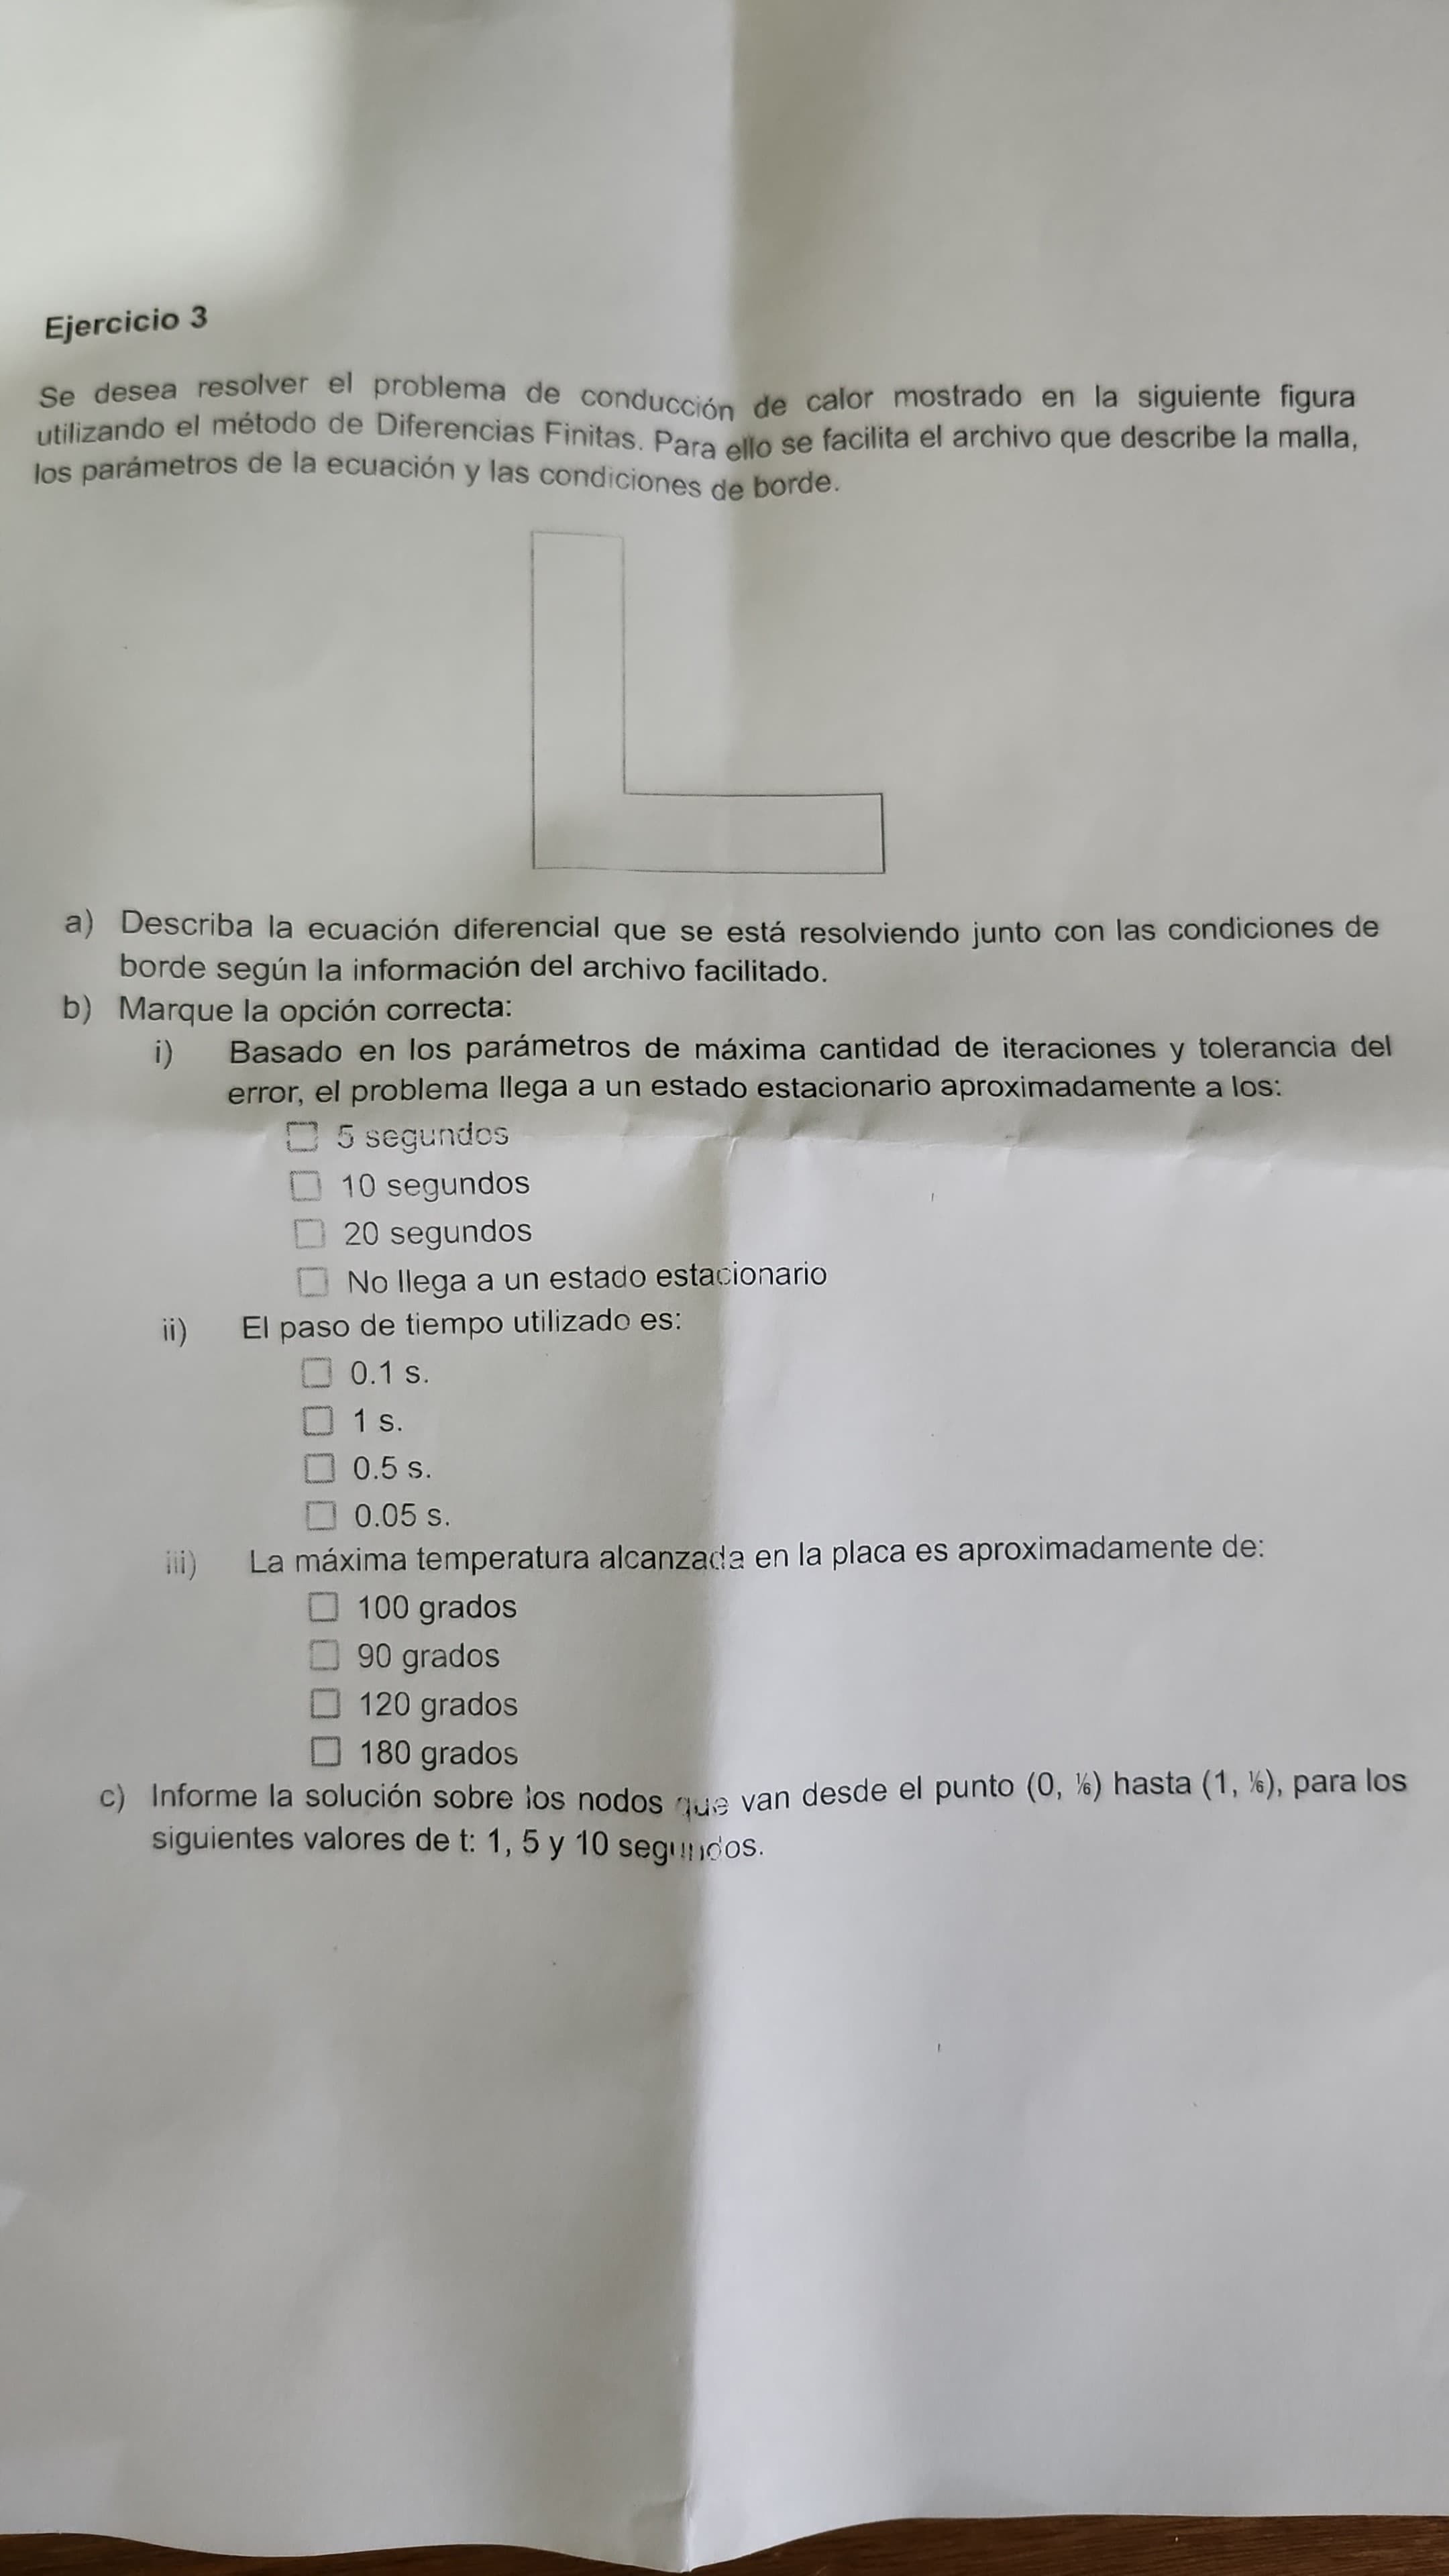 Ejercicio 3
Se desea resolver el problema de conducción de calor mostrado en la siguiente figura
utilizando el método de Diferencias Finitas. Para ello se facilita el archivo que describe la malla,
los parámetros de la ecuación y las condiciones de borde.
a) Describa la ecuación diferencial que se está resolviendo junto con las condiciones de
borde según la información del archivo facilitado.
b) Marque la opción correcta:
i) Basado en los parámetros de máxima cantidad de iteraciones y tolerancia del
error, el problema llega a un estado estacionario aproximadamente a los:
☐ 5 segundos
☐ 10 segundos
☐ 20 segundos
☐ No llega a un estado estacionario
ii) El paso de tiempo utilizado es:
☐ 0.1 s.
☐ 1 s.
☐ 0.5 s.
☐ 0.05 s.
iii) La máxima temperatura alcanzada en la placa es aproximadamente de:
☐ 100 grados
☐ 90 grados
☐ 120 grados
☐ 180 grados
c) Informe la solución sobre los nodos que van desde el punto (0, ⅙) hasta (1, ⅙), para los
siguientes valores de t: 1, 5 y 10 segundos.